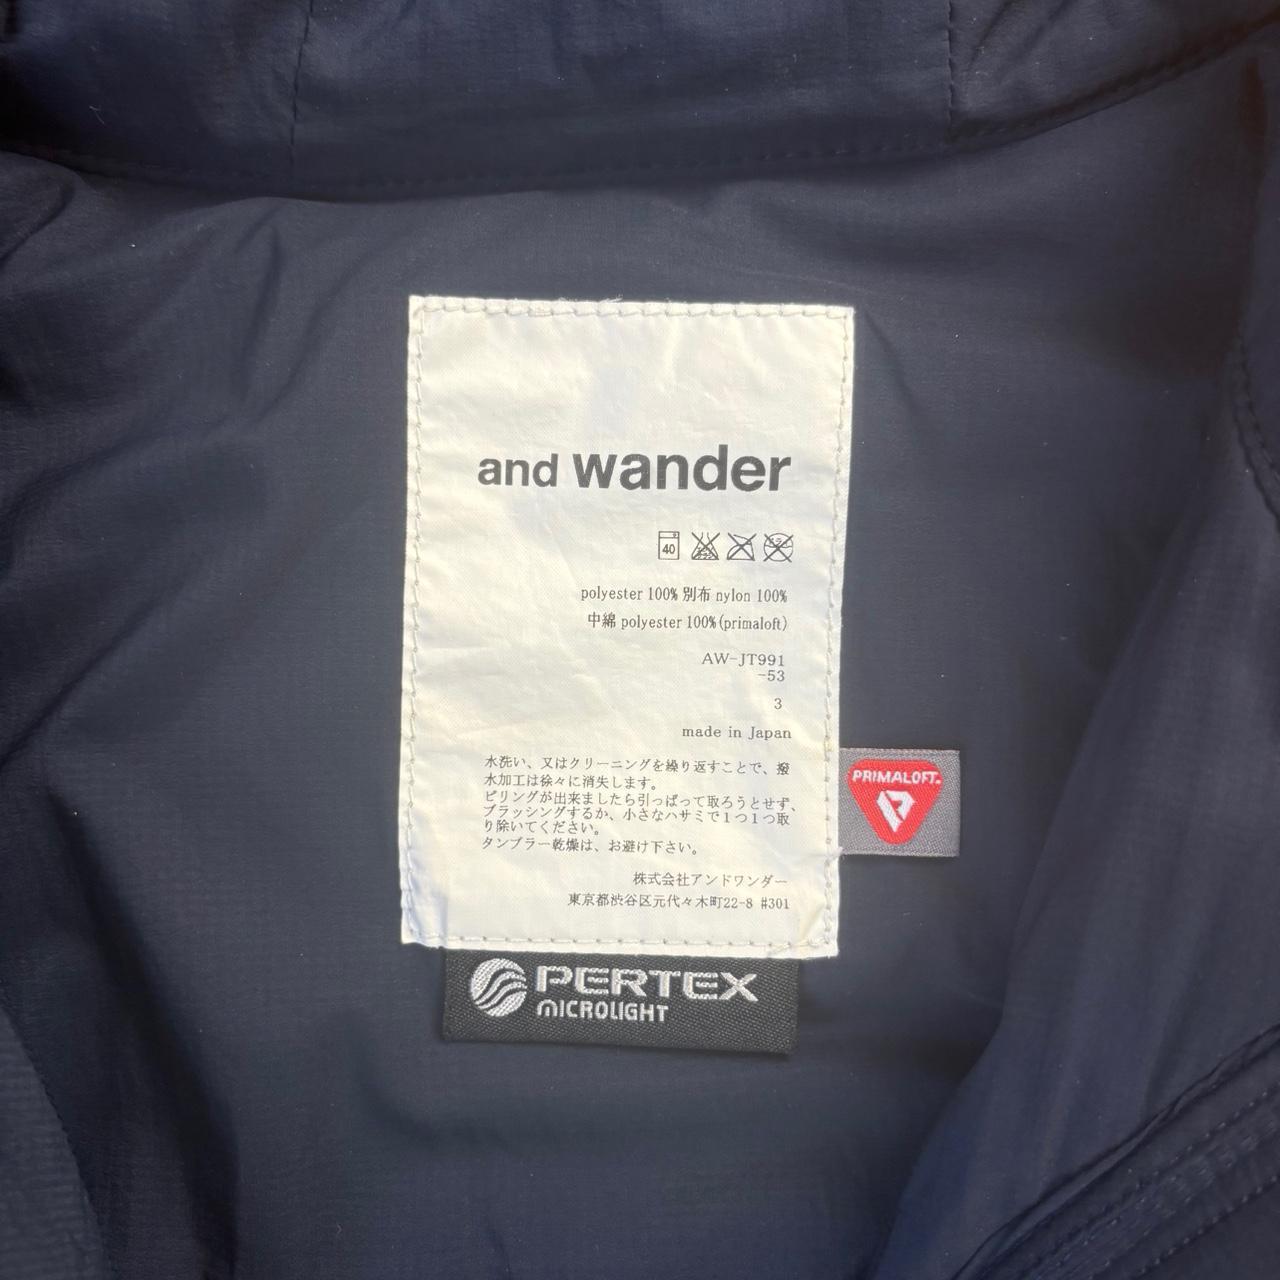 and wander
40
polyester 100% 別布 nylon 100%
中綿 polyester 100%(primaloft)
AW-JT991
-53
3
made in Japan
水洗い、又はクリーニングを繰り返すことで、撥
水加工は徐々に消失します。
ピリングが出来ましたら引っぱって取ろうとせず、
ブラッシングするか、小さなハサミで1つ1つ取
り除いてください。
タンブラー乾燥は、お避け下さい。
株式会社アンドワンダー
東京都渋谷区元代々木町22-8 #301
PRIMALOFT.
PERTEX
MICROLIGHT